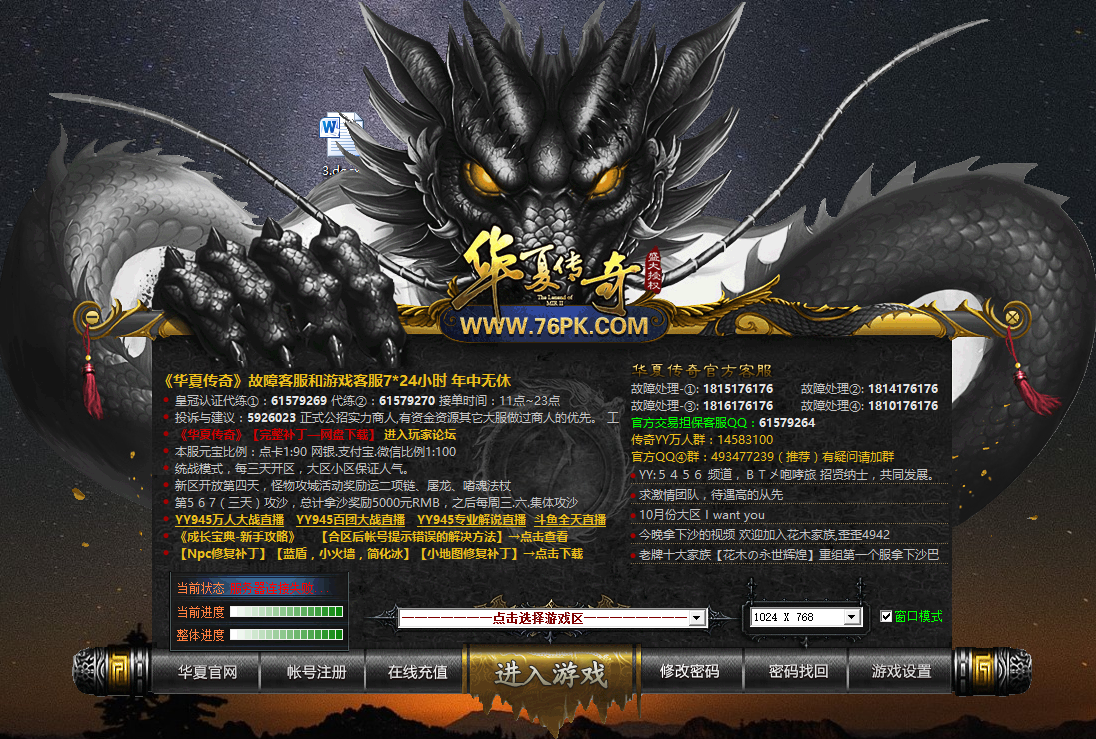 3.docx
华夏传奇
盛大授权
The Legend of
MIR II
WWW.76PK.COM
《华夏传奇》故障客服和游戏客服7*24小时 年中无休
皇冠认证代练①：61579269 代练②：61579270 接单时间：11点~23点
投诉与建议：5926023 正式公招实力商人,有资金资源其它大服做过商人的优先。 工
《华夏传奇》【完整补丁—网盘下载】 进入玩家论坛
本服元宝比例：点卡1:90 网银.支付宝.微信比例1:100
统战模式，每三天开区，大区小区保证人气。
新区开放第四天，怪物攻城活动奖励运二项链、屠龙、嗜魂法杖
第5 6 7（三天）攻沙，总计拿沙奖励5000元RMB，之后每周三.六.集体攻沙
YY945万人大战直播 YY945百团大战直播 YY945专业解说直播 斗鱼全天直播
《成长宝典-新手攻略》 【合区后帐号提示错误的解决方法】→点击查看
【Npc修复补丁】【蓝盾，小火墙，简化冰】【小地图修复补丁】→点击下载
华夏传奇官方客服
故障处理-①: 1815176176 故障处理②: 1814176176
故障处理-③: 1816176176 故障处理④: 1810176176
官方交易担保客服QQ：61579264
传奇YY万人群：14583100
官方QQ④群：493477239（推荐）有疑问请加群
YY:５４５６ 频道，ＢＴメ咆哮旅 招贤纳士，共同发展。
求激情团队，待遇高的从先
10月份大区 I want you
今晚拿下沙的视频 欢迎加入花木家族,歪歪4942
老牌十大家族【花木の永世辉煌】重组第一个服拿下沙巴
当前状态
当前进度
整体进度
点击选择游戏区
1024 X 768
窗口模式
华夏官网 帐号注册 在线充值 进入游戏 修改密码 密码找回 游戏设置